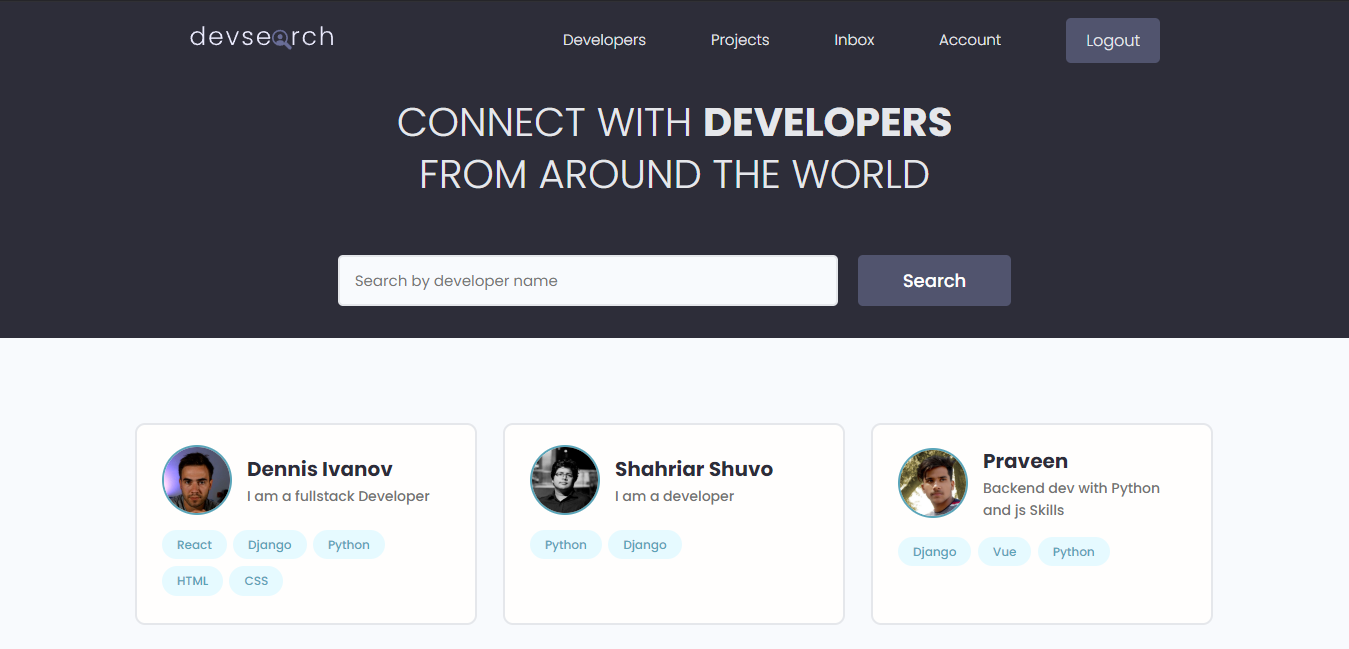 devsearch
Developers
Projects
Inbox
Account
Logout
CONNECT WITH DEVELOPERS
FROM AROUND THE WORLD
Search by developer name
Search
Dennis Ivanov
I am a fullstack Developer
React
Django
Python
HTML
CSS
Shahriar Shuvo
I am a developer
Python
Django
Praveen
Backend dev with Python
and js Skills
Django
Vue
Python